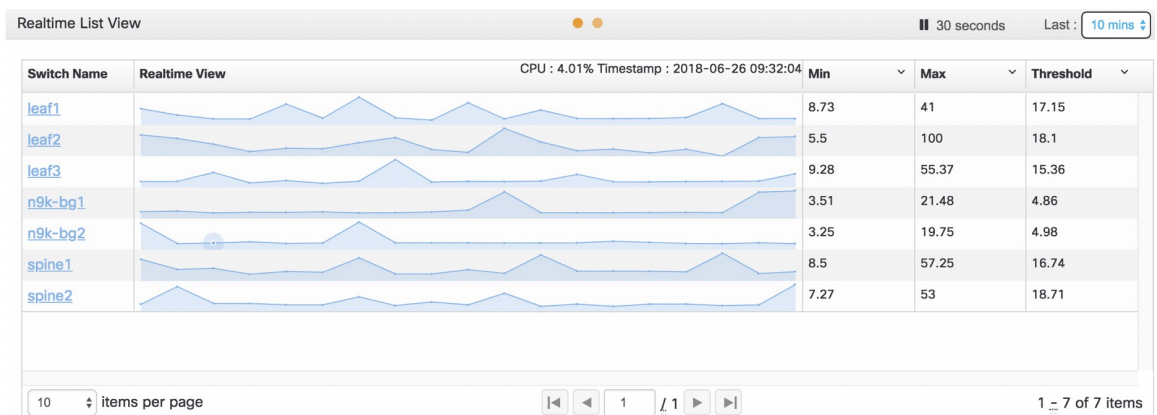 Realtime List View 30 seconds Last : 10 mins
Switch Name Realtime View CPU : 4.01% Timestamp : 2018-06-26 09:32:04 Min Max Threshold
leaf1 8.73 41 17.15
leaf2 5.5 100 18.1
leaf3 9.28 55.37 15.36
n9k-bg1 3.51 21.48 4.86
n9k-bg2 3.25 19.75 4.98
spine1 8.5 57.25 16.74
spine2 7.27 53 18.71
10 items per page 1 / 1 1 - 7 of 7 items